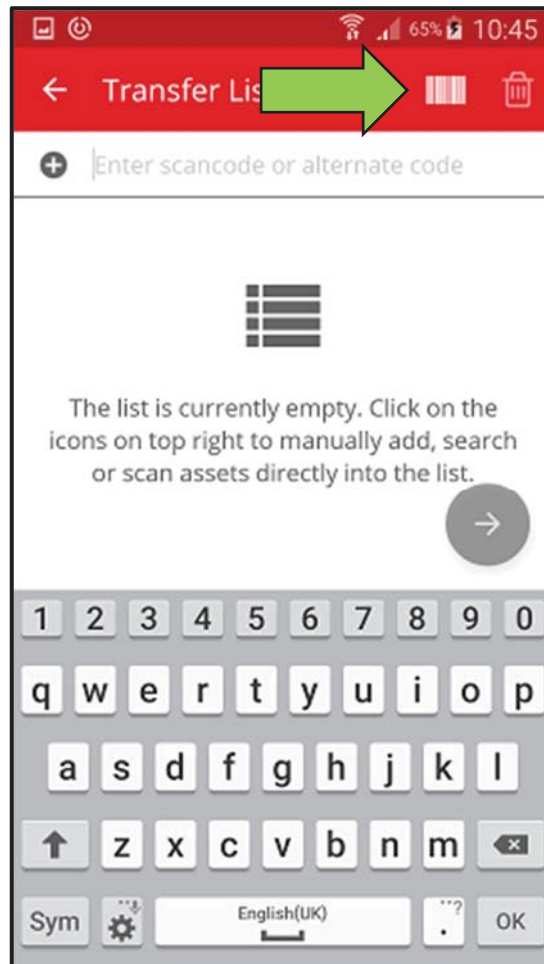 65% 10:45
Transfer Lis
Enter scancode or alternate code
The list is currently empty. Click on the
icons on top right to manually add, search
or scan assets directly into the list.
1 2 3 4 5 6 7 8 9 0
q w e r t y u i o p
a s d f g h j k l
z x c v b n m
Sym English(UK) . ...? OK